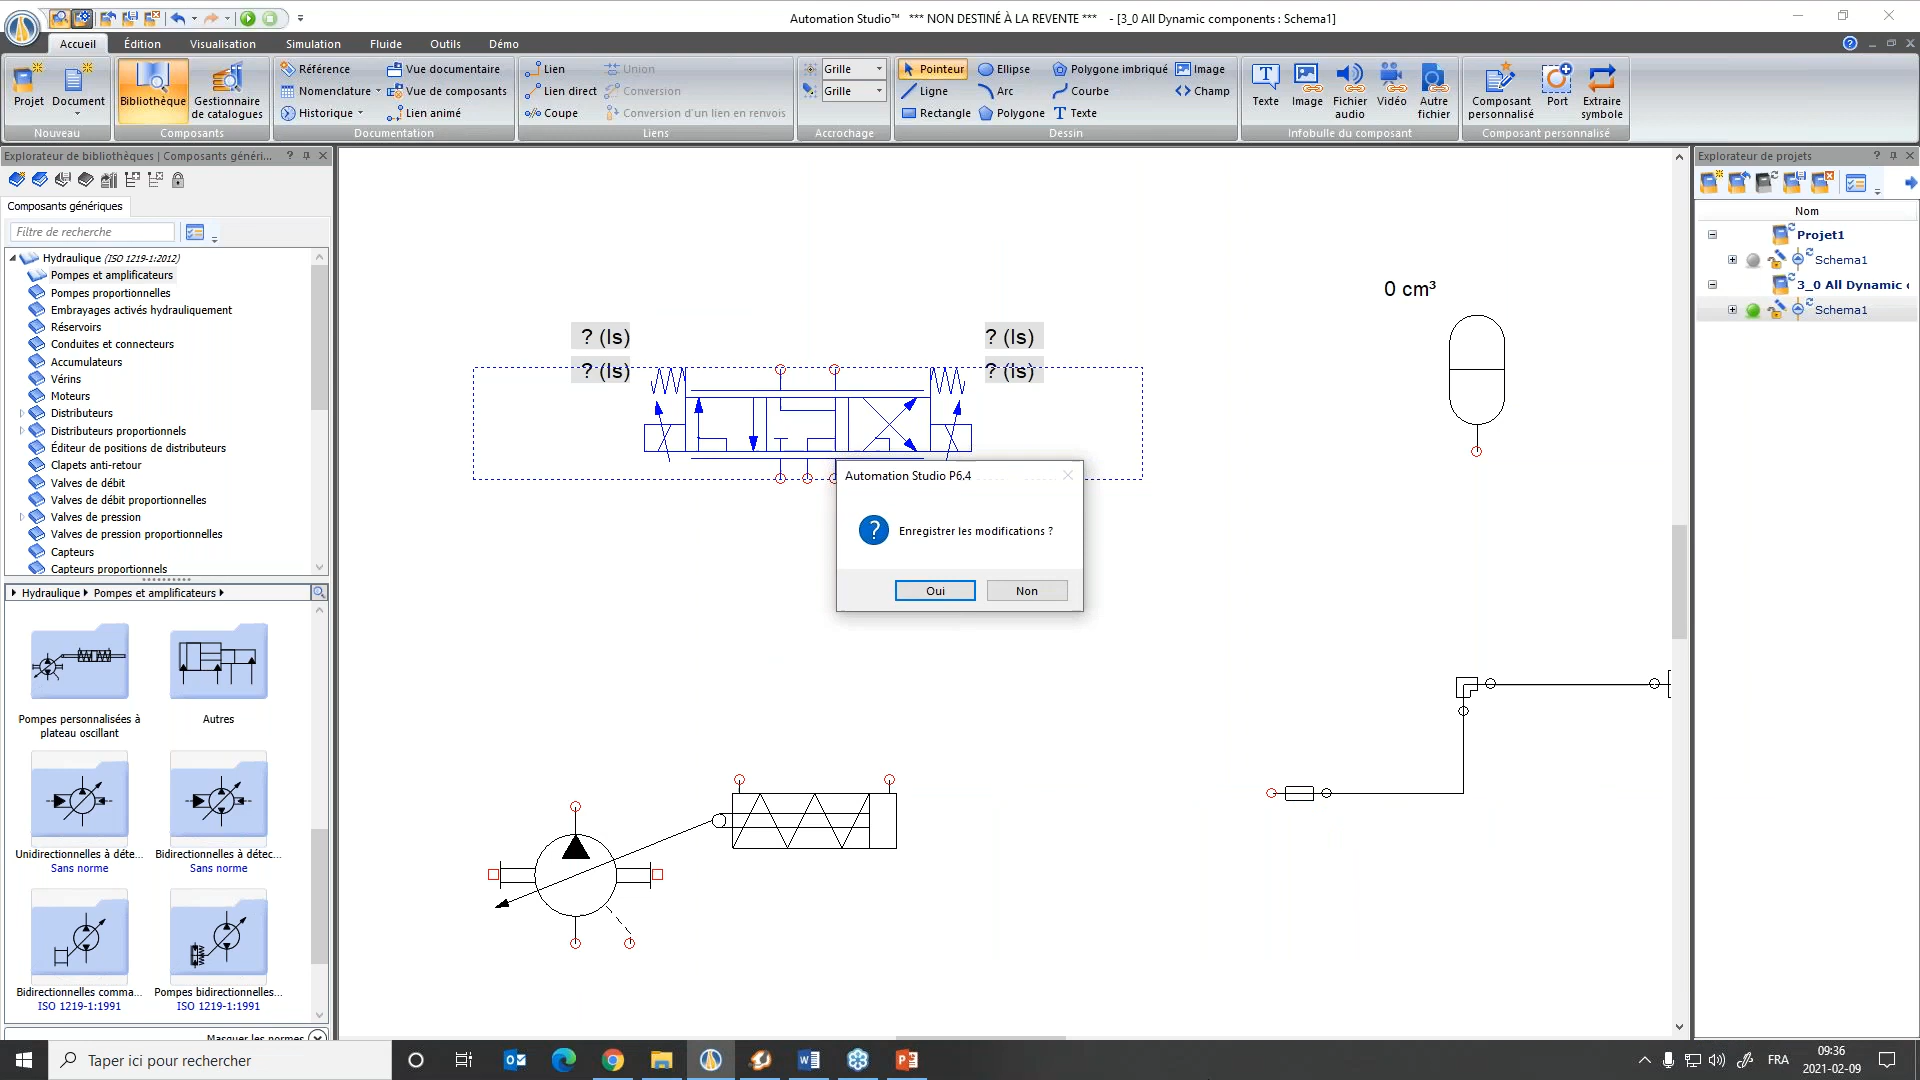 Automation Studio™ *** NON DESTINÉ À LA REVENTE *** - [3_0 All Dynamic components : Schema1]
Accueil Édition Visualisation Simulation Fluide Outils Démo
Projet Document
Nouveau
Bibliothèque Gestionnaire de catalogues
Composants
Référence Vue documentaire
Nomenclature Vue de composants
Historique Lien animé
Documentation
Lien Union
Lien direct Conversion
Coupe Conversion d'un lien en renvois
Liens
Grille
Grille
Accrochage
Pointeur Ellipse Polygone imbriqué Image
Ligne Arc Courbe Champ
Rectangle Polygone Texte
Dessin
Texte Image Fichier audio Vidéo Autre fichier
Infobulle du composant
Composant personnalisé Port Extraire symbole
Composant personnalisé
Explorateur de bibliothèques | Composants généri...
Composants génériques
Filtre de recherche
Hydraulique (ISO 1219-1:2012)
Pompes et amplificateurs
Pompes proportionnelles
Embrayages activés hydrauliquement
Réservoirs
Conduites et connecteurs
Accumulateurs
Vérins
Moteurs
Distributeurs
Distributeurs proportionnels
Éditeur de positions de distributeurs
Clapets anti-retour
Valves de débit
Valves de débit proportionnelles
Valves de pression
Valves de pression proportionnelles
Capteurs
Capteurs proportionnels
Hydraulique Pompes et amplificateurs
Pompes personnalisées à plateau oscillant
Autres
Unidirectionnelles à déte...
Sans norme
Bidirectionnelles à détec...
Sans norme
Bidirectionnelles comma...
ISO 1219-1:1991
Pompes bidirectionnelles...
ISO 1219-1:1991
Masquer les normes
? (ls) ? (ls)
? (ls) ? (ls)
0 cm³
Automation Studio P6.4
Enregistrer les modifications ?
Oui Non
Explorateur de projets
Nom
Projet1
Schema1
3_0 All Dynamic
Schema1
Taper ici pour rechercher
FRA
09:36
2021-02-09